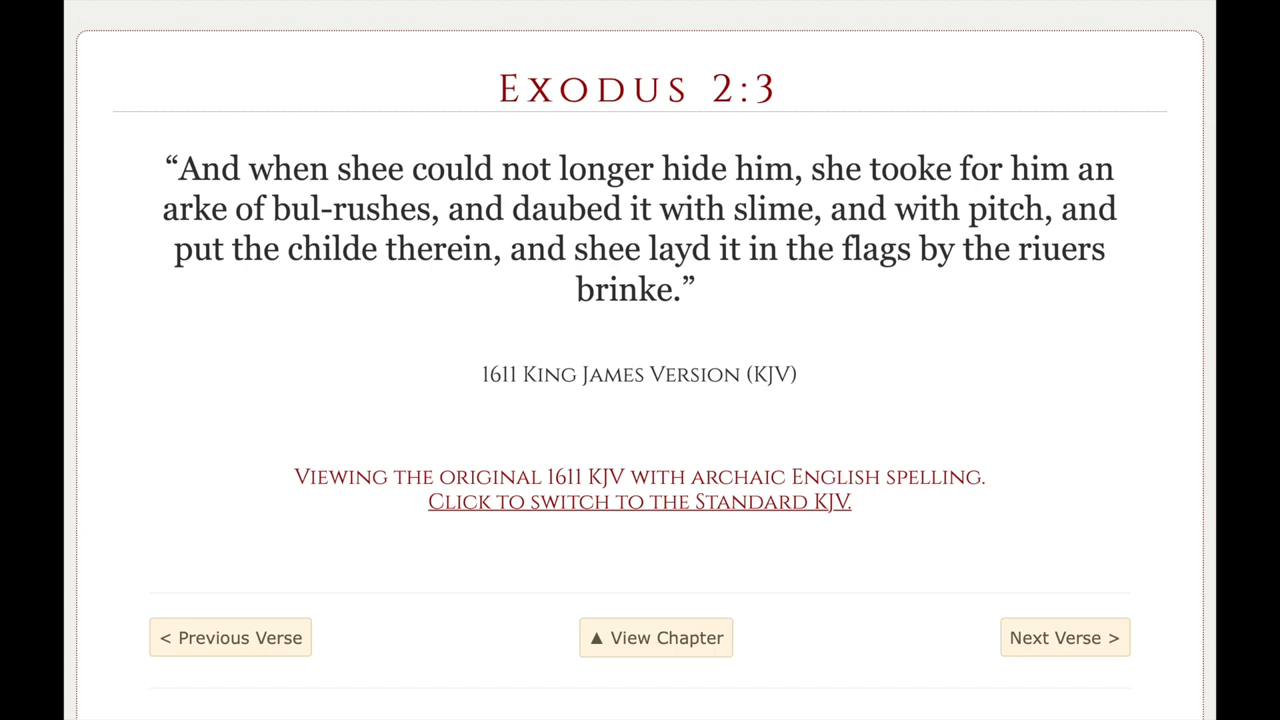 Exodus 2:3
“And when shee could not longer hide him, she tooke for him an
arke of bul-rushes, and daubed it with slime, and with pitch, and
put the childe therein, and shee layd it in the flags by the riuers
brinke.”
1611 King James Version (KJV)
Viewing the original 1611 KJV with archaic English spelling.
Click to switch to the Standard KJV.
< Previous Verse
▲ View Chapter
Next Verse >